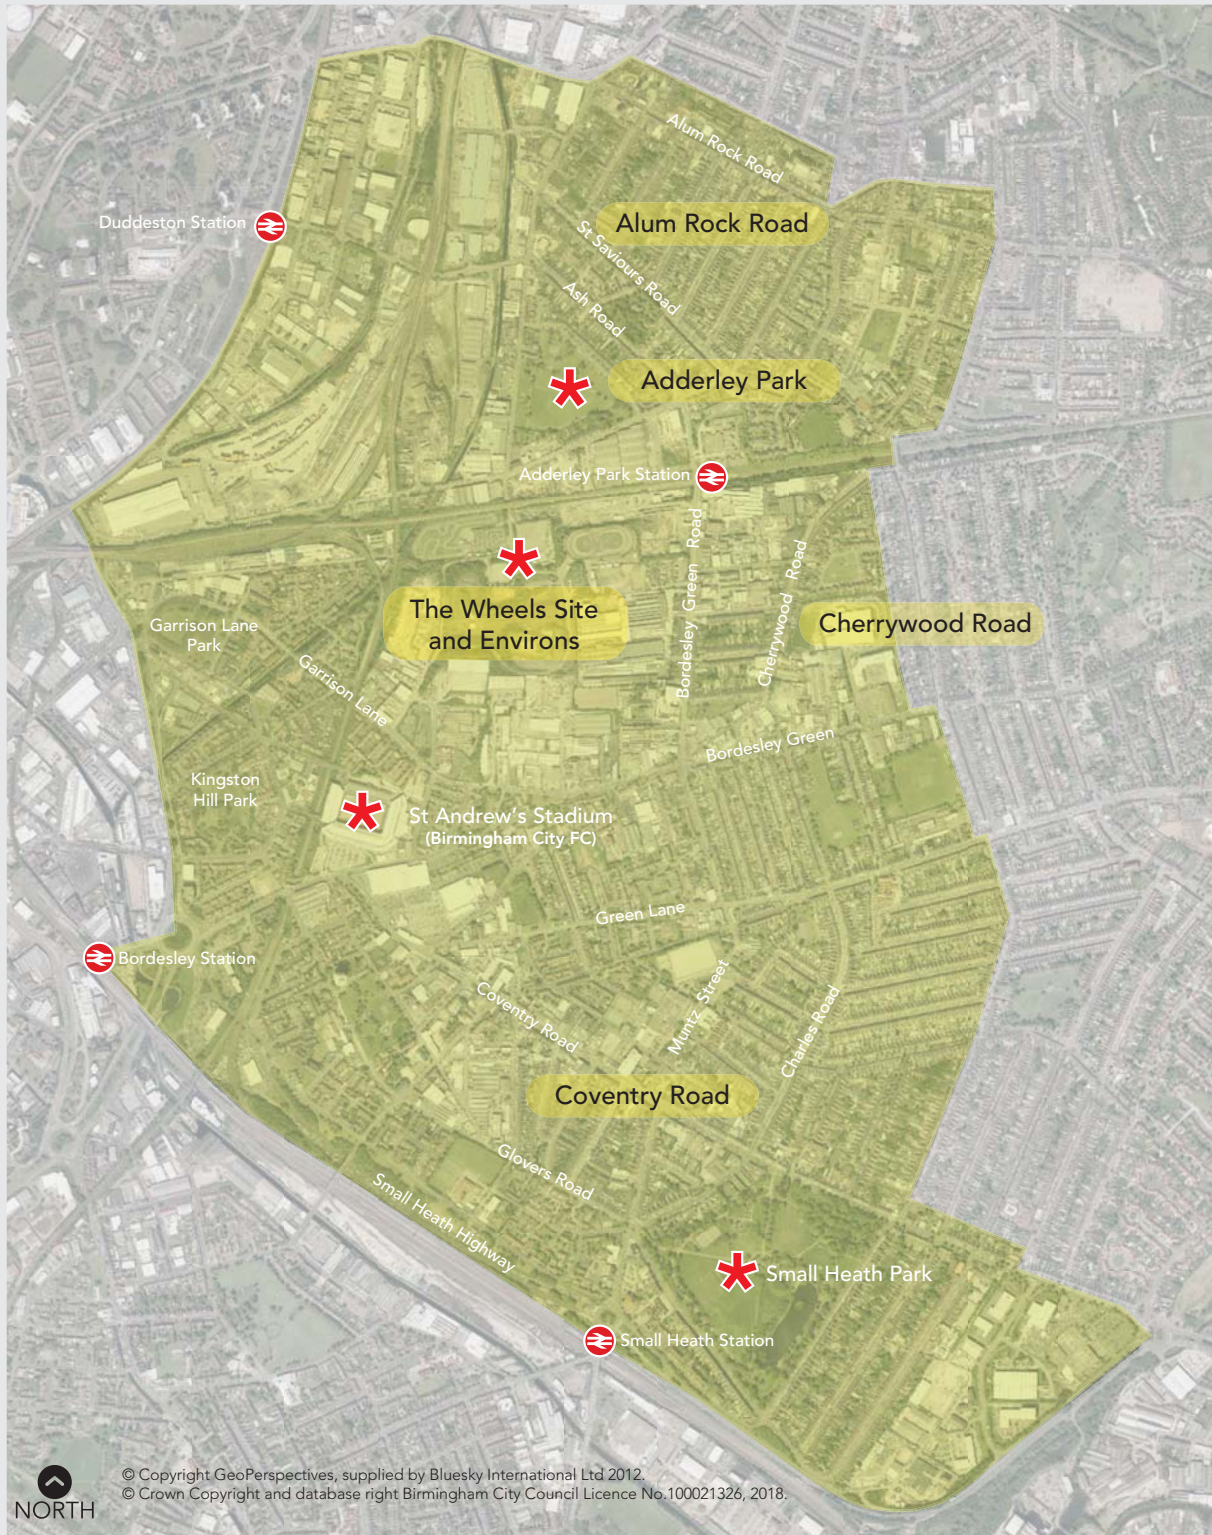 Alum Rock Road
Duddeston Station
Alum Rock Road
St Saviours Road
Ash Road
Adderley Park
Adderley Park Station
Bordesley Green Road
Cherrywood Road
The Wheels Site
and Environs
Cherrywood Road
Garrison Lane
Park
Garrison Lane
Bordesley Green
Kingston
Hill Park
St Andrew's Stadium
(Birmingham City FC)
Green Lane
Bordesley Station
Coventry Road
Muntz Street
Charles Road
Coventry Road
Glovers Road
Small Heath Highway
Small Heath Park
Small Heath Station
NORTH
© Copyright GeoPerspectives, supplied by Bluesky International Ltd 2012.
© Crown Copyright and database right Birmingham City Council Licence No.100021326, 2018.